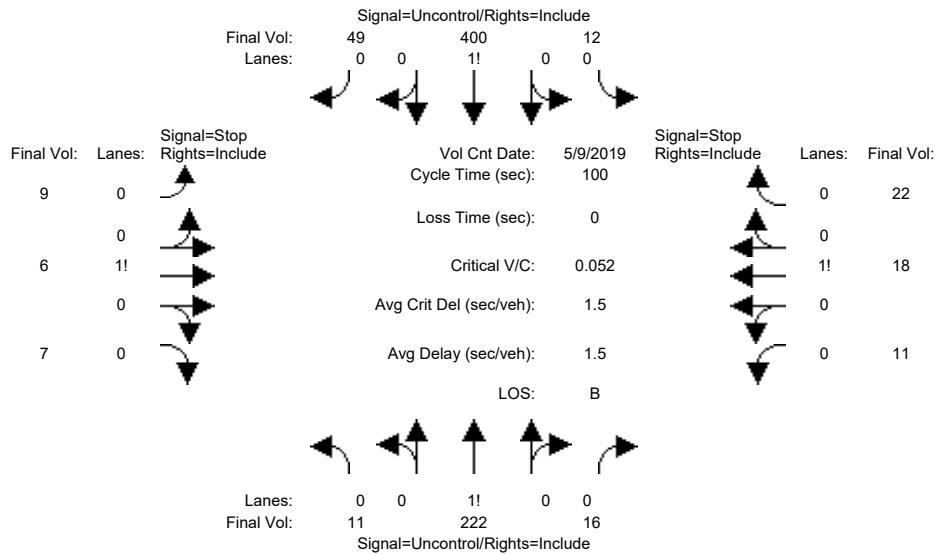 Signal=Uncontrol/Rights=Include
Final Vol: 49 400 12
Lanes: 0 0 1! 0 0
Signal=Stop
Final Vol: Lanes: Rights=Include
Vol Cnt Date: 5/9/2019
Signal=Stop
Rights=Include Lanes: Final Vol:
Cycle Time (sec): 100
9 0
0 22
Loss Time (sec): 0
0
0
6 1!
Critical V/C: 0.052
1! 18
0
Avg Crit Del (sec/veh): 1.5
0
7 0
Avg Delay (sec/veh): 1.5
0 11
LOS: B
Lanes: 0 0 1! 0 0
Final Vol: 11 222 16
Signal=Uncontrol/Rights=Include